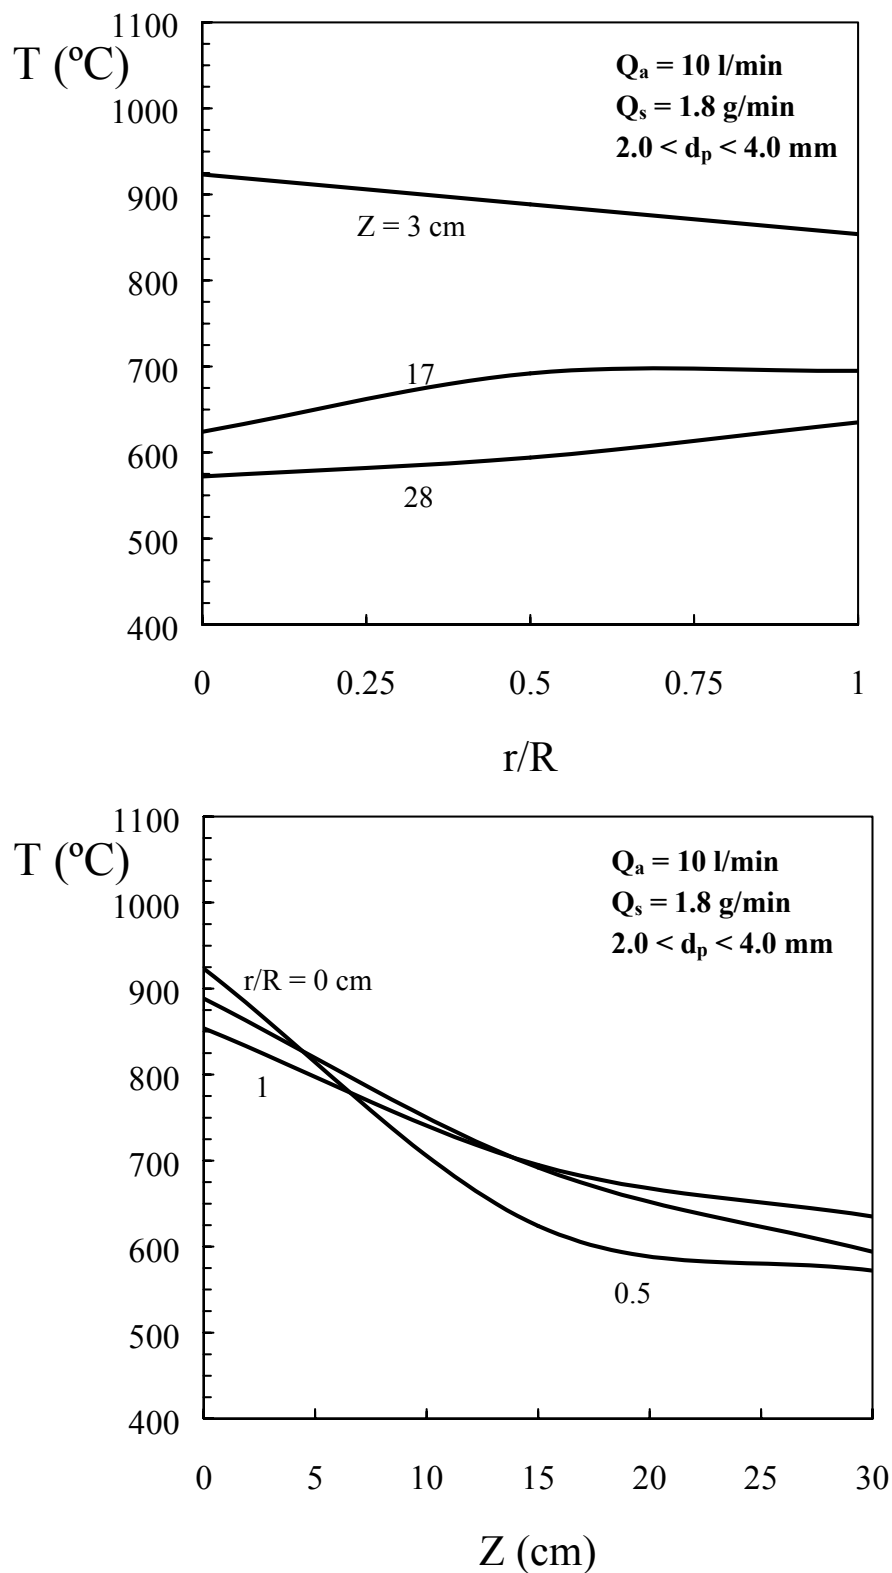 1100
T (ºC)
Qₐ = 10 l/min
1000
Qₛ = 1.8 g/min
2.0 < dₚ < 4.0 mm
900
Z = 3 cm
800
700
17
600
28
500
400
0 0.25 0.5 0.75 1
r/R
1100
T (ºC)
Qₐ = 10 l/min
1000
Qₛ = 1.8 g/min
2.0 < dₚ < 4.0 mm
900
r/R = 0 cm
800
1
700
600
0.5
500
400
0 5 10 15 20 25 30
Z (cm)